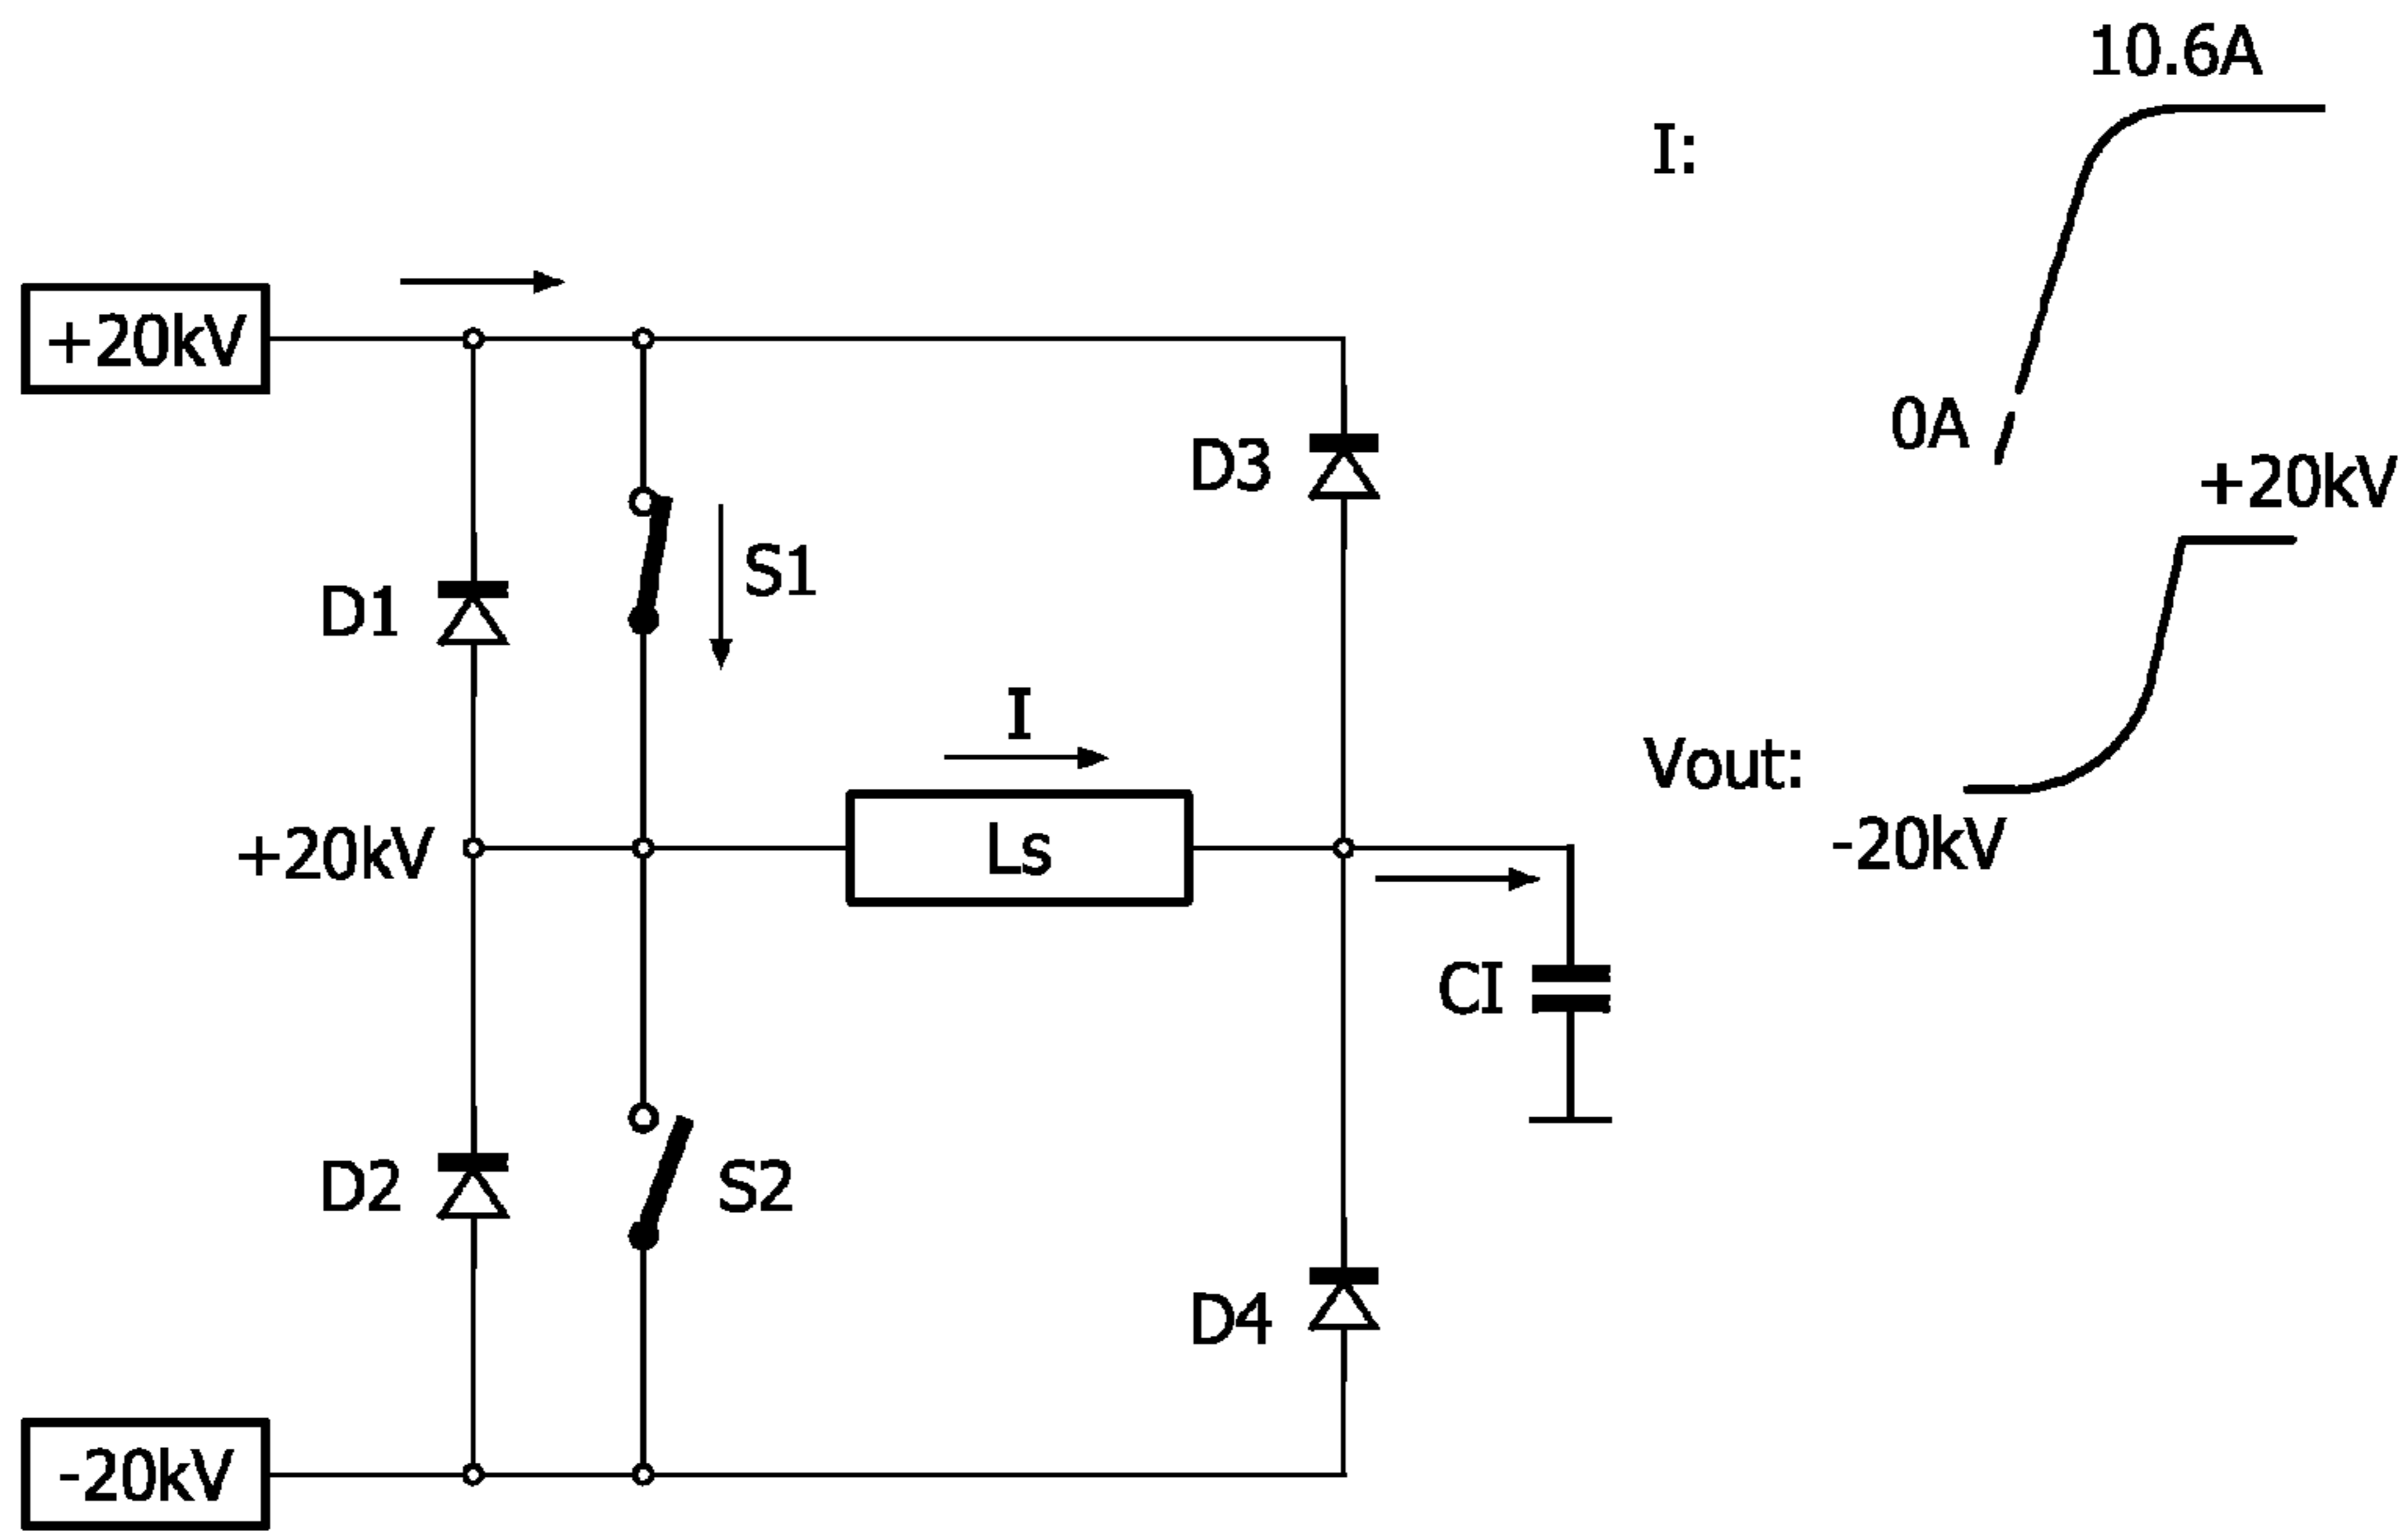 10.6A
I:
+20kV
0A
D3
+20kV
S1
D1
I
Vout:
+20kV
Ls
-20kV
CI
D2
S2
D4
-20kV